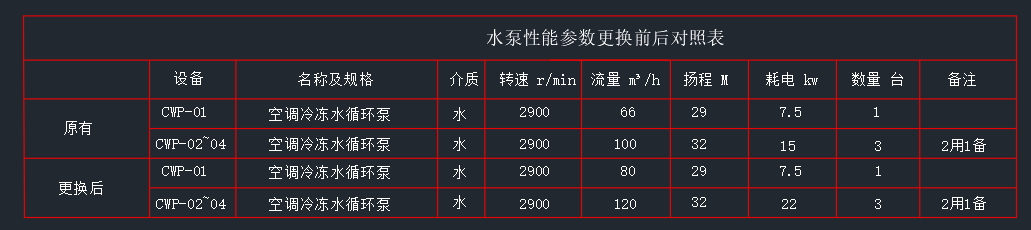 水泵性能参数更换前后对照表
设备 名称及规格 介质 转速 r/min 流量 m³/h 扬程 M 耗电 kw 数量 台 备注
原有 CWP-01 空调冷冻水循环泵 水 2900 66 29 7.5 1
CWP-02~04 空调冷冻水循环泵 水 2900 100 32 15 3 2用1备
更换后 CWP-01 空调冷冻水循环泵 水 2900 80 29 7.5 1
CWP-02~04 空调冷冻水循环泵 水 2900 120 32 22 3 2用1备